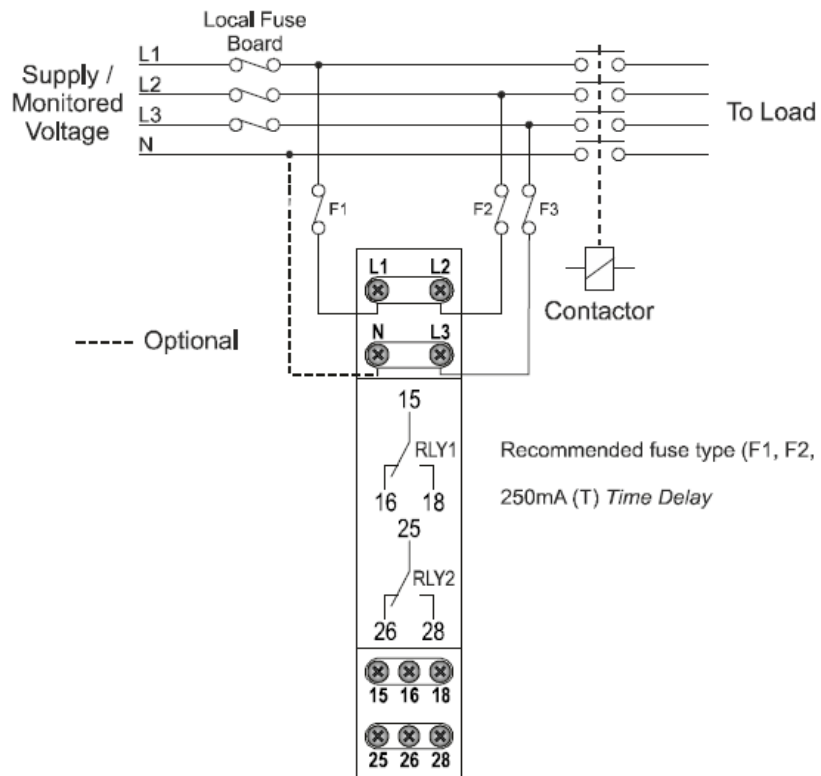 Local Fuse
Board
Supply /
Monitored
Voltage
L1
L2
L3
N
To Load
F1
F2
F3
Contactor
L1 L2
N L3
Optional
15
RLY1
16 18
25
RLY2
26 28
Recommended fuse type (F1, F2,
250mA (T) Time Delay
15 16 18
25 26 28